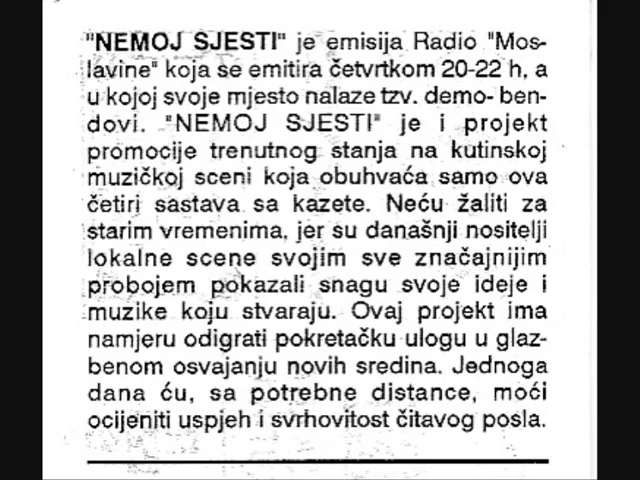 "NEMOJ SJESTI" je emisija Radio "Mos-
lavine" koja se emitira četvrtkom 20-22 h, a
u kojoj svoje mjesto nalaze tzv. demo- ben-
dovi. "NEMOJ SJESTI" je i projekt
promocije trenutnog stanja na kutinskoj
muzičkoj sceni koja obuhvaća samo ova
četiri sastava sa kazete. Neću žaliti za
starim vremenima, jer su današnji nositelji
lokalne scene svojim sve značajnijim
probojem pokazali snagu svoje ideje i
muzike koju stvaraju. Ovaj projekt ima
namjeru odigrati pokretačku ulogu u glaz-
benom osvajanju novih sredina. Jednoga
dana ću, sa potrebne distance, moći
ocijeniti uspjeh i svrhovitost čitavog posla.